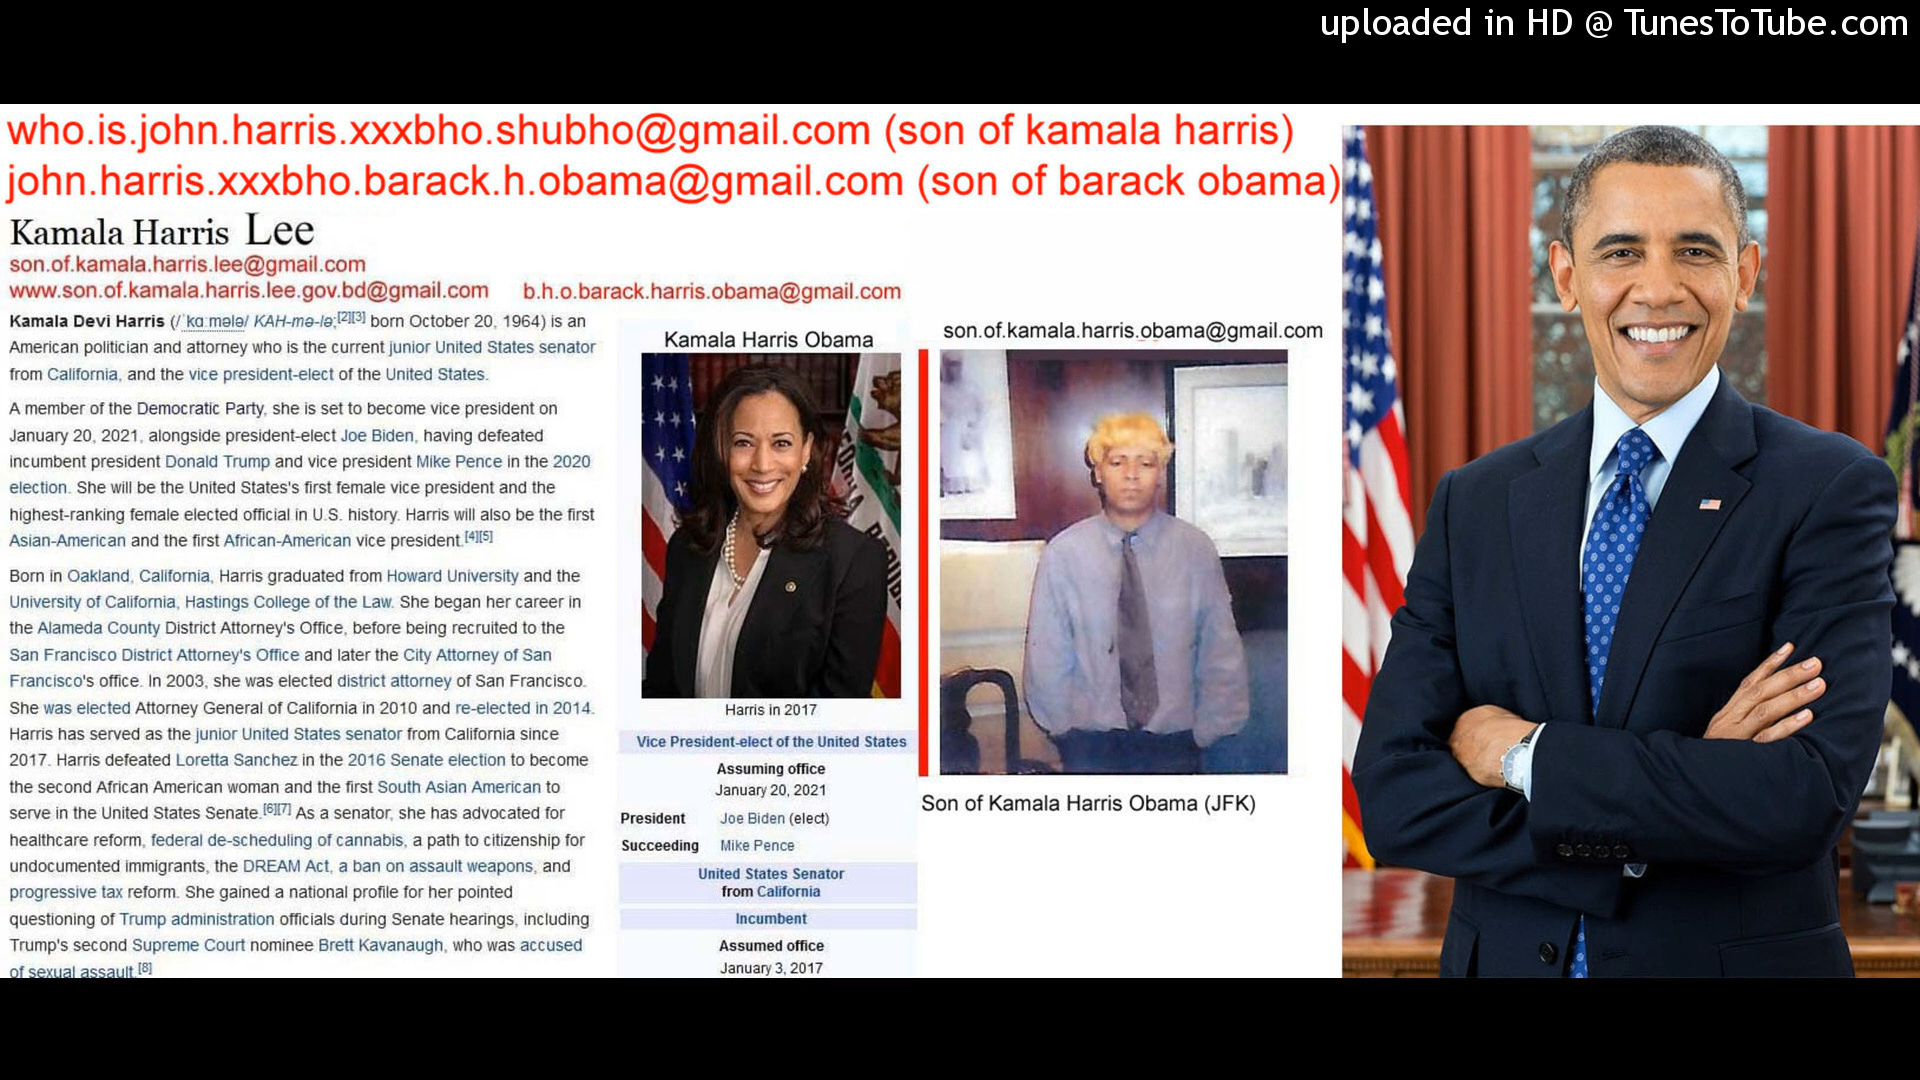 uploaded in HD @ TunesToTube.com
who.is.john.harris.xxxbho.shubho@gmail.com (son of kamala harris)
john.harris.xxxbho.barack.h.obama@gmail.com (son of barack obama)
Kamala Harris Lee
son.of.kamala.harris.lee@gmail.com
www.son.of.kamala.harris.lee.gov.bd@gmail.com
b.h.o.barack.harris.obama@gmail.com
Kamala Devi Harris (/ˈkɑːmələ/ KAH-mə-lə;[2][3] born October 20, 1964) is an
American politician and attorney who is the current junior United States senator
from California, and the vice president-elect of the United States.
A member of the Democratic Party, she is set to become vice president on
January 20, 2021, alongside president-elect Joe Biden, having defeated
incumbent president Donald Trump and vice president Mike Pence in the 2020
election. She will be the United States's first female vice president and the
highest-ranking female elected official in U.S. history. Harris will also be the first
Asian-American and the first African-American vice president.[4][5]
Born in Oakland, California, Harris graduated from Howard University and the
University of California, Hastings College of the Law. She began her career in
the Alameda County District Attorney's Office, before being recruited to the
San Francisco District Attorney's Office and later the City Attorney of San
Francisco's office. In 2003, she was elected district attorney of San Francisco.
She was elected Attorney General of California in 2010 and re-elected in 2014.
Harris has served as the junior United States senator from California since
2017. Harris defeated Loretta Sanchez in the 2016 Senate election to become
the second African American woman and the first South Asian American to
serve in the United States Senate.[6][7] As a senator, she has advocated for
healthcare reform, federal de-scheduling of cannabis, a path to citizenship for
undocumented immigrants, the DREAM Act, a ban on assault weapons, and
progressive tax reform. She gained a national profile for her pointed
questioning of Trump administration officials during Senate hearings, including
Trump's second Supreme Court nominee Brett Kavanaugh, who was accused
of sexual assault.[8]
Kamala Harris Obama
Harris in 2017
Vice President-elect of the United States
Assuming office
January 20, 2021
President Joe Biden (elect)
Succeeding Mike Pence
United States Senator
from California
Incumbent
Assumed office
January 3, 2017
son.of.kamala.harris.obama@gmail.com
Son of Kamala Harris Obama (JFK)